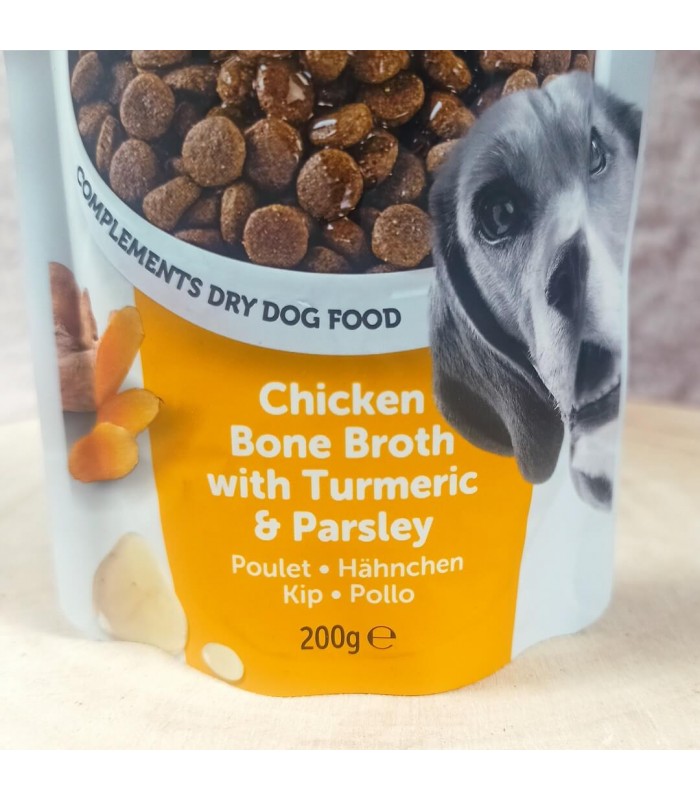 COMPLEMENTS DRY DOG FOOD
Chicken
Bone Broth
with Turmeric
& Parsley
Poulet • Hähnchen
Kip • Pollo
200g ℮